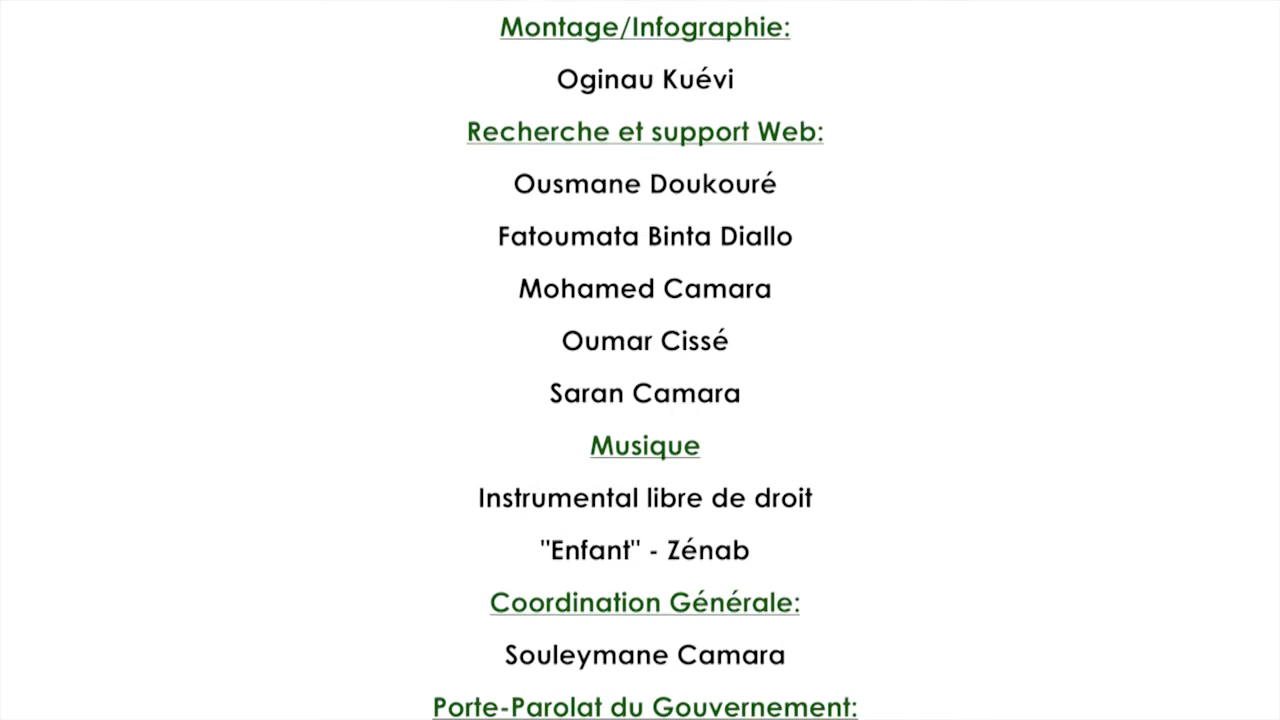 Montage/Infographie:
Oginau Kuévi
Recherche et support Web:
Ousmane Doukouré
Fatoumata Binta Diallo
Mohamed Camara
Oumar Cissé
Saran Camara
Musique
Instrumental libre de droit
"Enfant" - Zénab
Coordination Générale:
Souleymane Camara
Porte-Parolat du Gouvernement: